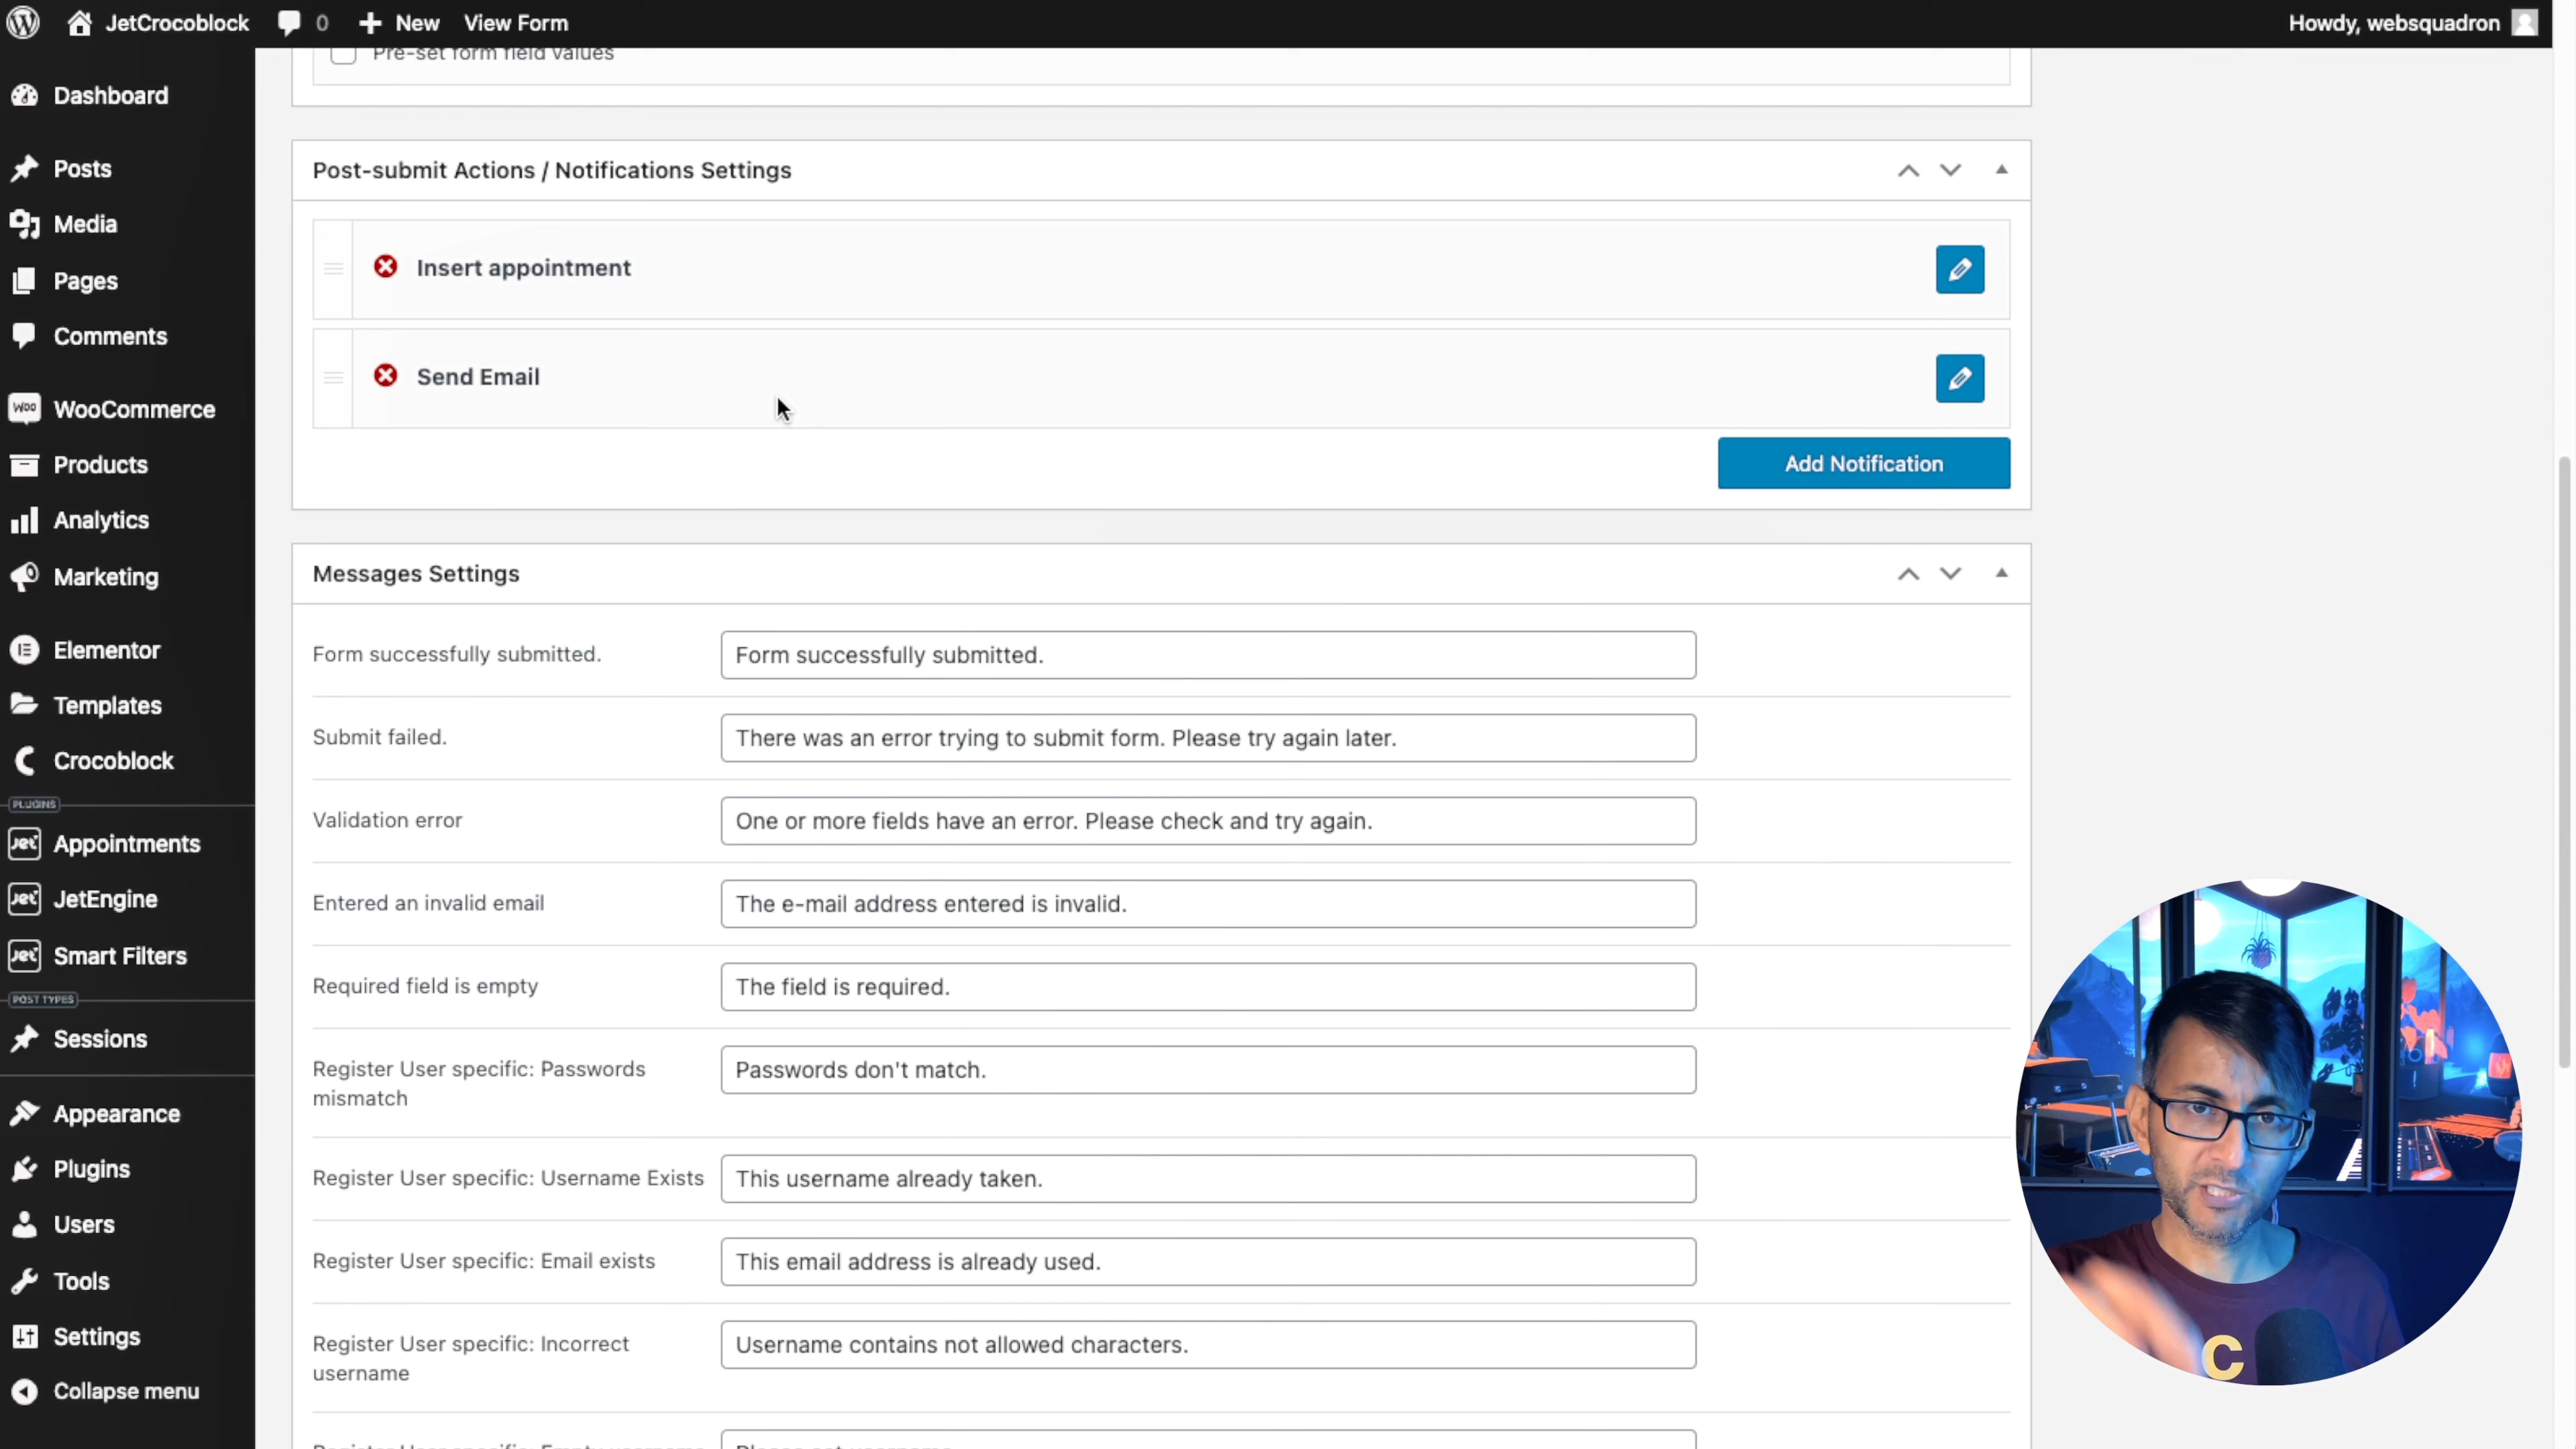 JetCrocoblock 0 New View Form Howdy, websquadron
Pre-set form field values
Dashboard
Posts
Media
Pages
Comments
WooCommerce
Products
Analytics
Marketing
Elementor
Templates
Crocoblock
PLUGINS
Appointments
JetEngine
Smart Filters
POST TYPES
Sessions
Appearance
Plugins
Users
Tools
Settings
Collapse menu
Post-submit Actions / Notifications Settings
Insert appointment
Send Email
Add Notification
Messages Settings
Form successfully submitted. Form successfully submitted.
Submit failed. There was an error trying to submit form. Please try again later.
Validation error One or more fields have an error. Please check and try again.
Entered an invalid email The e-mail address entered is invalid.
Required field is empty The field is required.
Register User specific: Passwords
mismatch
Passwords don't match.
Register User specific: Username Exists This username already taken.
Register User specific: Email exists This email address is already used.
Register User specific: Incorrect
username
Username contains not allowed characters.
C